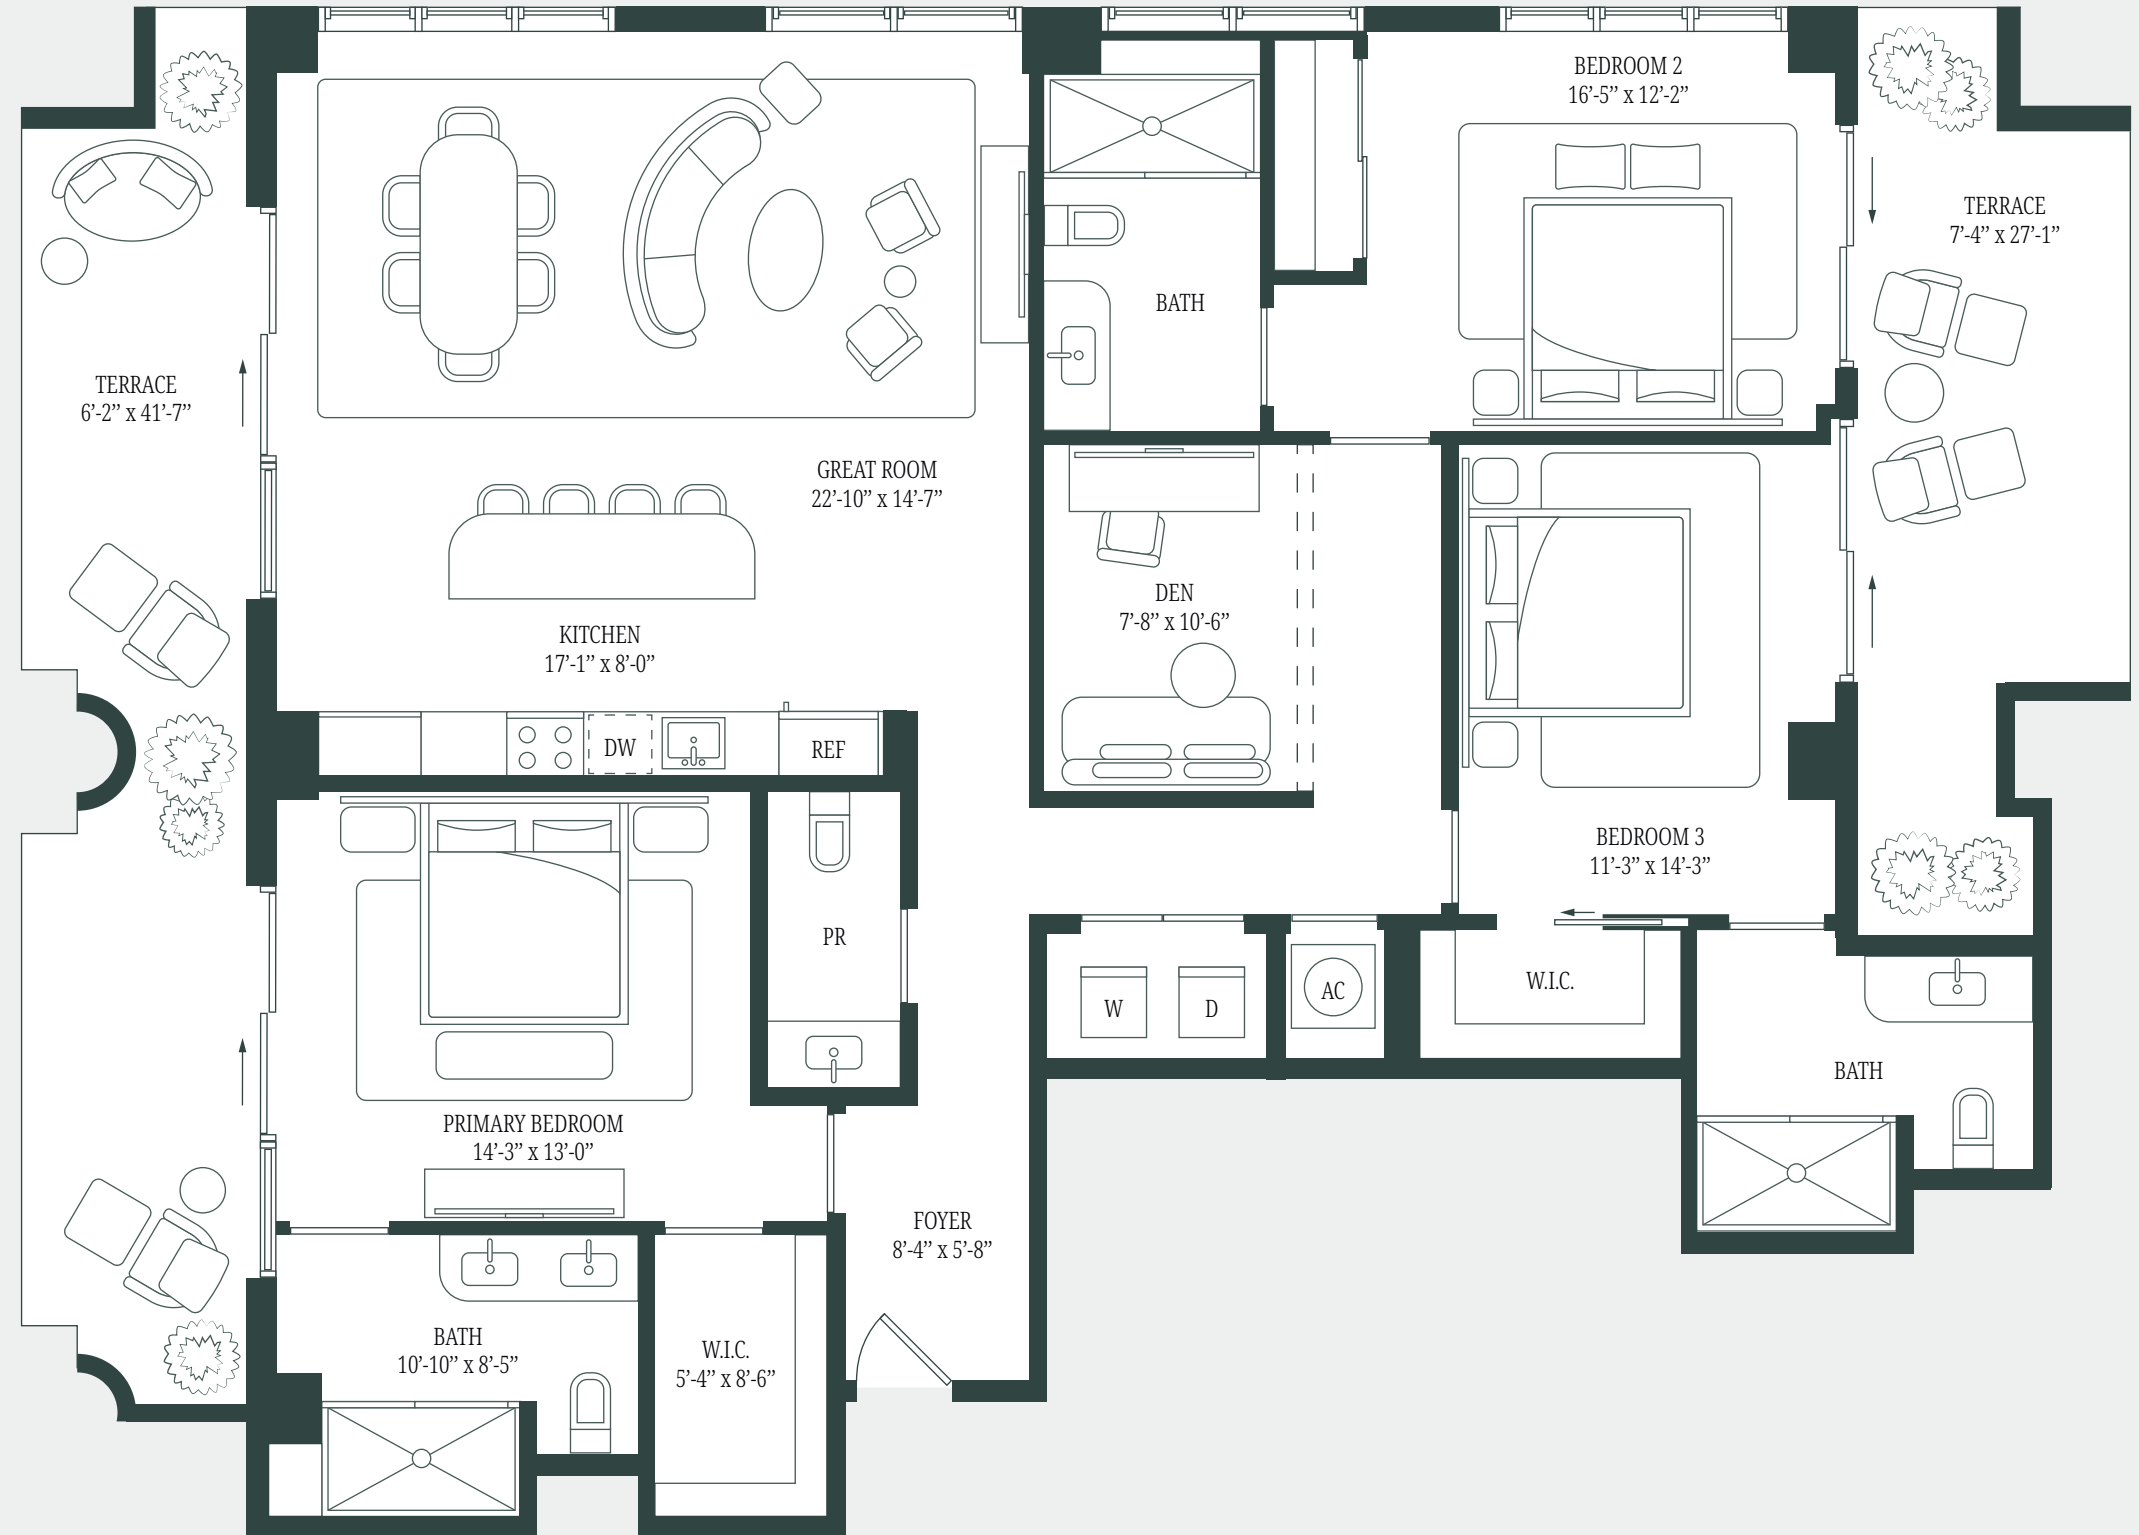 BEDROOM 2
16’-5” x 12’-2”
TERRACE
7’-4” x 27’-1”
BATH
TERRACE
6’-2” x 41’-7”
GREAT ROOM
22’-10” x 14’-7”
DEN
7’-8” x 10’-6”
KITCHEN
17’-1” x 8’-0”
DW
REF
BEDROOM 3
11’-3” x 14’-3”
PR
W.I.C.
W
D
AC
BATH
PRIMARY BEDROOM
14’-3” x 13’-0”
FOYER
8’-4” x 5’-8”
BATH
10’-10” x 8’-5”
W.I.C.
5’-4” x 8’-6”